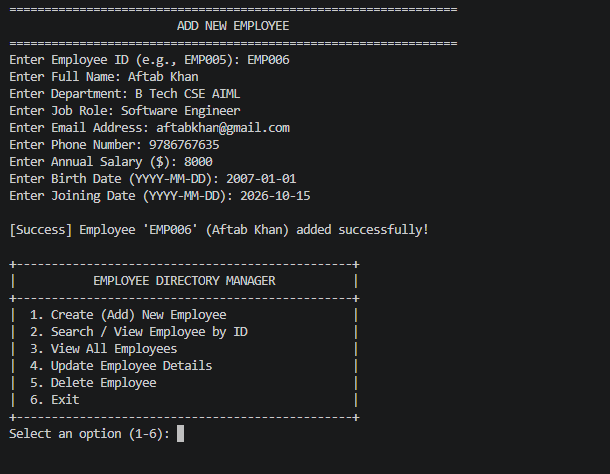 ================================================================
                        ADD NEW EMPLOYEE
================================================================
Enter Employee ID (e.g., EMP005): EMP006
Enter Full Name: Aftab Khan
Enter Department: B Tech CSE AIML
Enter Job Role: Software Engineer
Enter Email Address: aftabkhan@gmail.com
Enter Phone Number: 9786767635
Enter Annual Salary ($): 8000
Enter Birth Date (YYYY-MM-DD): 2007-01-01
Enter Joining Date (YYYY-MM-DD): 2026-10-15

[Success] Employee 'EMP006' (Aftab Khan) added successfully!

+------------------------------------------------+
|           EMPLOYEE DIRECTORY MANAGER           |
+------------------------------------------------+
|  1. Create (Add) New Employee                  |
|  2. Search / View Employee by ID               |
|  3. View All Employees                         |
|  4. Update Employee Details                    |
|  5. Delete Employee                            |
|  6. Exit                                       |
+------------------------------------------------+
Select an option (1-6):